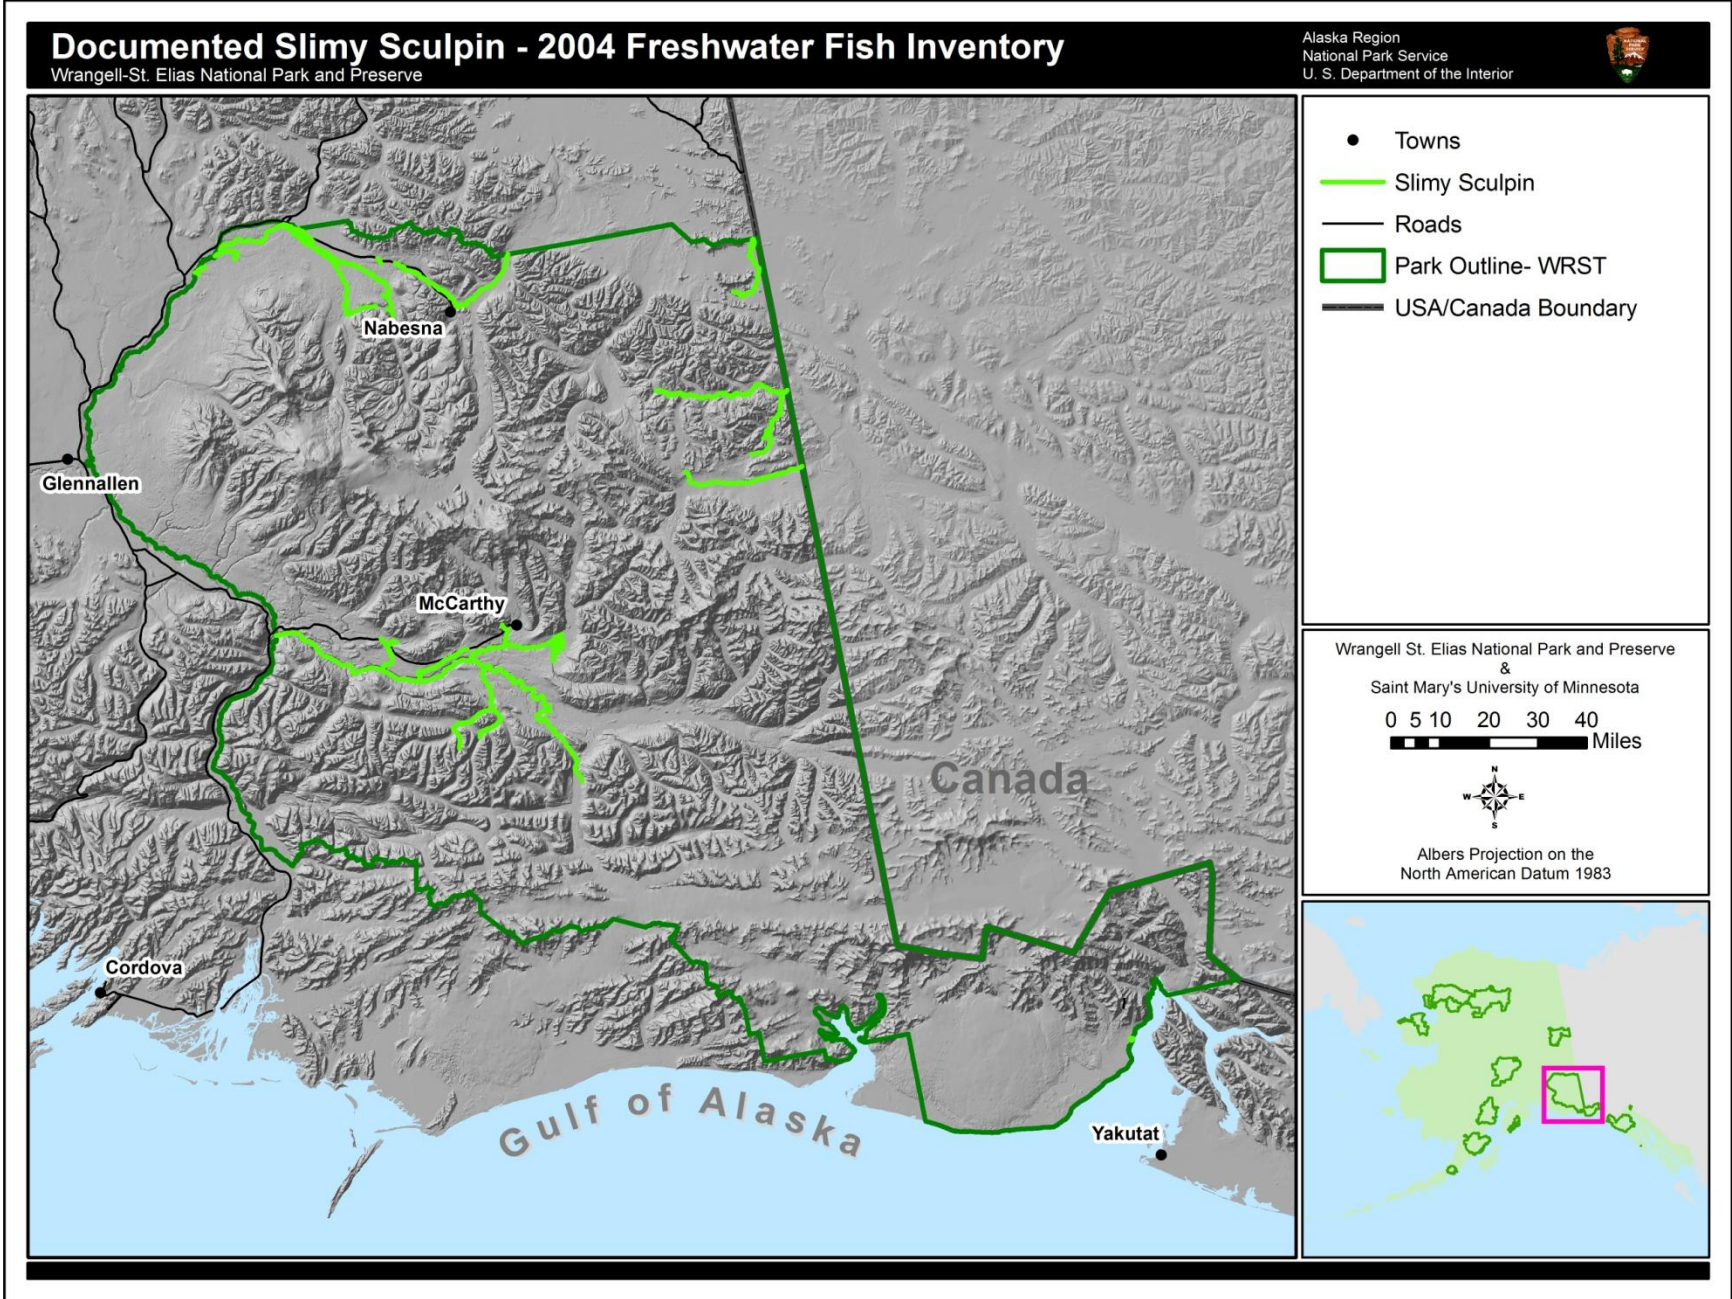 Documented Slimy Sculpin - 2004 Freshwater Fish Inventory
Wrangell-St. Elias National Park and Preserve
Alaska Region
National Park Service
U. S. Department of the Interior
Towns
Slimy Sculpin
Roads
Park Outline- WRST
USA/Canada Boundary
Nabesna
Glennallen
McCarthy
Canada
Cordova
Gulf of Alaska
Yakutat
Wrangell St. Elias National Park and Preserve
&
Saint Mary's University of Minnesota
0 5 10 20 30 40
Miles
N
W E
S
Albers Projection on the
North American Datum 1983